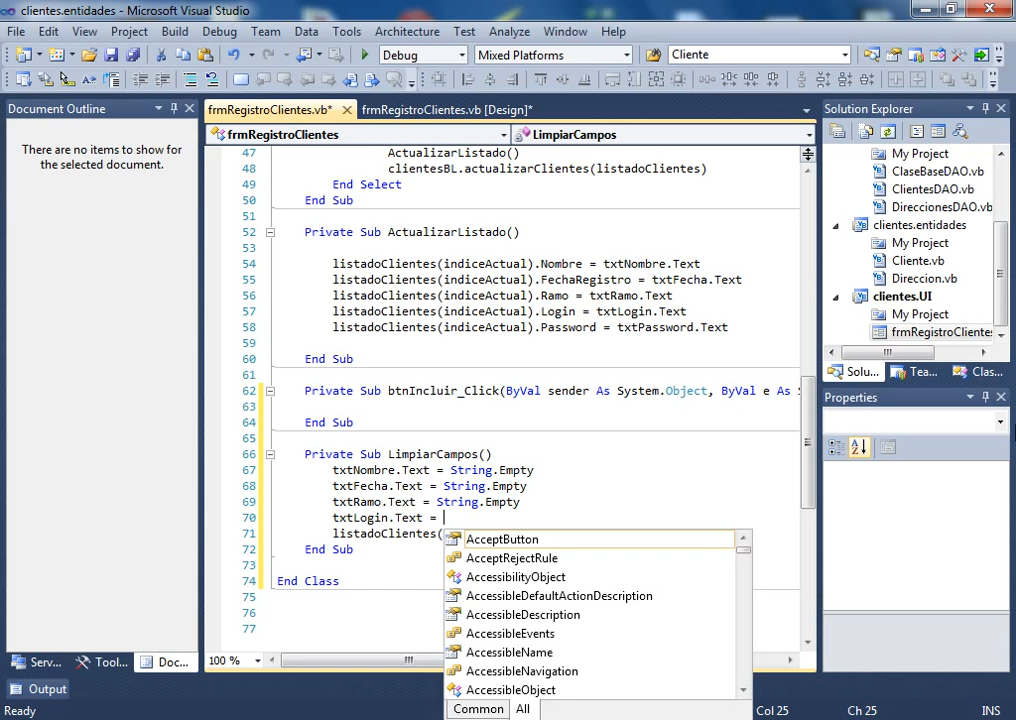 clientes.entidades - Microsoft Visual Studio
File Edit View Project Build Debug Team Data Tools Architecture Test Analyze Window Help
Debug Mixed Platforms Cliente
Document Outline
There are no items to show for
the selected document.
frmRegistroClientes.vb* frmRegistroClientes.vb [Design]*
frmRegistroClientes LimpiarCampos
47 ActualizarListado()
48 clientesBL.actualizarClientes(listadoClientes)
49 End Select
50 End Sub
51
52 Private Sub ActualizarListado()
53
54 listadoClientes(indiceActual).Nombre = txtNombre.Text
55 listadoClientes(indiceActual).FechaRegistro = txtFecha.Text
56 listadoClientes(indiceActual).Ramo = txtRamo.Text
57 listadoClientes(indiceActual).Login = txtLogin.Text
58 listadoClientes(indiceActual).Password = txtPassword.Text
59
60 End Sub
61
62 Private Sub btnIncluir_Click(ByVal sender As System.Object, ByVal e As S
63
64 End Sub
65
66 Private Sub LimpiarCampos()
67 txtNombre.Text = String.Empty
68 txtFecha.Text = String.Empty
69 txtRamo.Text = String.Empty
70 txtLogin.Text =
71 listadoClientes(
72 End Sub
73
74 End Class
75
76
77
AcceptButton
AcceptRejectRule
AccessibilityObject
AccessibleDefaultActionDescription
AccessibleDescription
AccessibleEvents
AccessibleName
AccessibleNavigation
AccessibleObject
Common All
100 %
Solution Explorer
My Project
ClaseBaseDAO.vb
ClientesDAO.vb
DireccionesDAO.vb
clientes.entidades
My Project
Cliente.vb
Direccion.vb
clientes.UI
My Project
frmRegistroClientes
Solu... Tea... Clas...
Properties
Serv... Tool... Doc...
Output
Col 25 Ch 25 INS